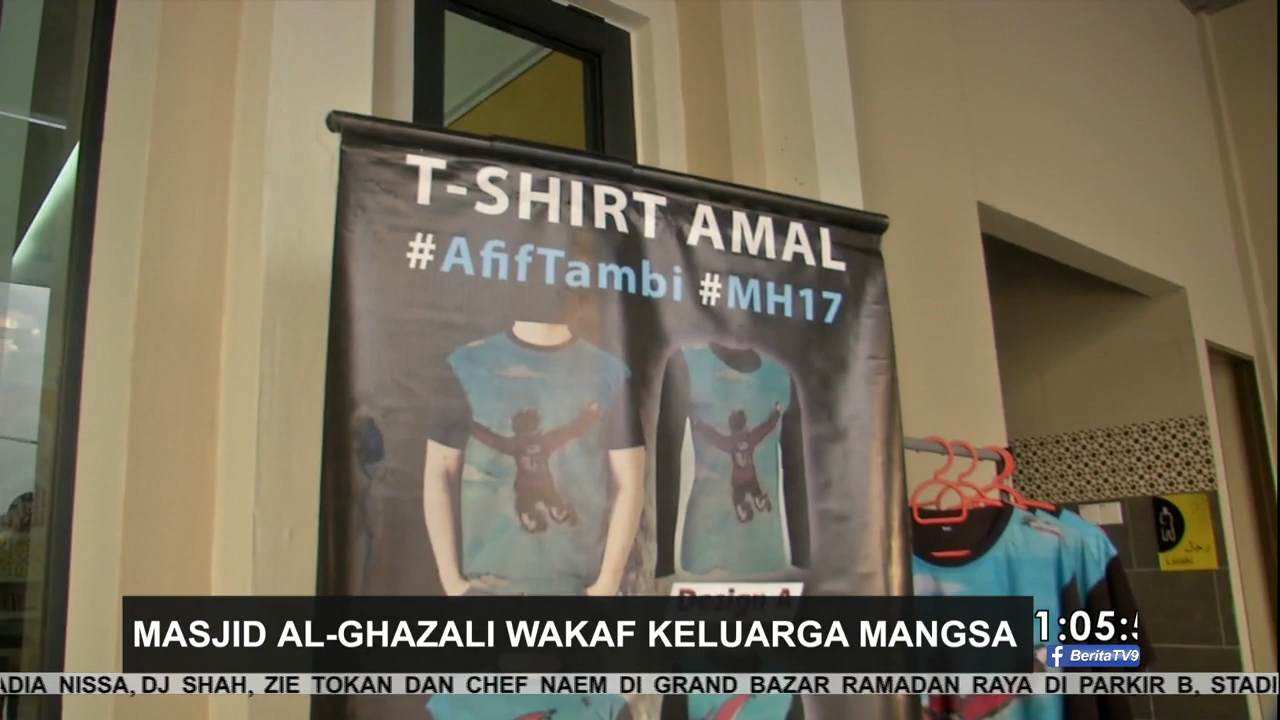 T-SHIRT AMAL
#AfifTambi #MH17
Design A
رجال
Lelaki
MASJID AL-GHAZALI WAKAF KELUARGA MANGSA
1:05:
f BeritaTV9
ADIA NISSA, DJ SHAH, ZIE TOKAN DAN CHEF NAEM DI GRAND BAZAR RAMADAN RAYA DI PARKIR B, STADI